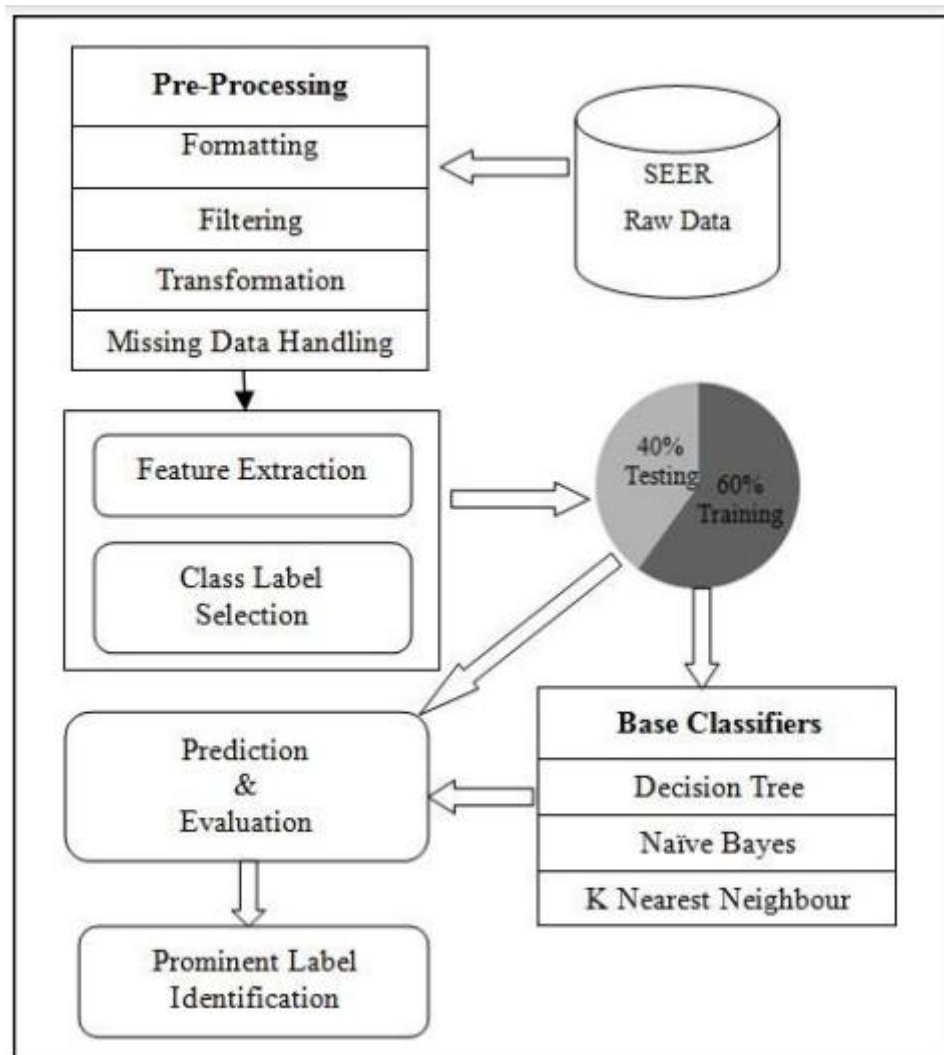 Pre-Processing
Formatting
Filtering
Transformation
Missing Data Handling
SEER
Raw Data
Feature Extraction
Class Label
Selection
40%
Testing
60%
Training
Prediction
&
Evaluation
Base Classifiers
Decision Tree
Naïve Bayes
K Nearest Neighbour
Prominent Label
Identification